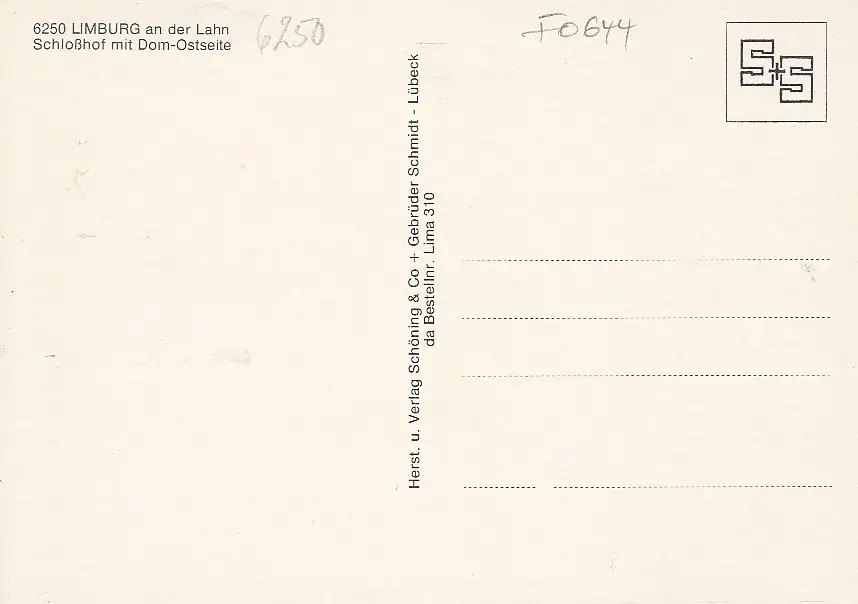 6250 LIMBURG an der Lahn
Schloßhof mit Dom-Ostseite
6250
F0644
S+S
Herst. u. Verlag Schöning & Co + Gebrüder Schmidt - Lübeck
da Bestellnr. Lima 310